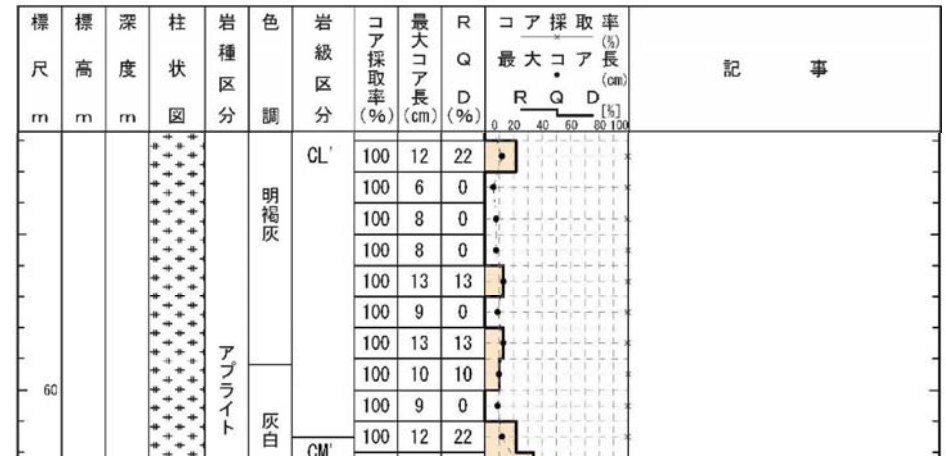 標尺 m
標高 m
深度 m
柱状図
岩種区分
色調
岩級区分
コア採取率(%)
最大コア長(cm)
RQD(%)
コア採取率(%)
最大コア長(cm)
RQD[%]
0 20 40 60 80 100
記事
CL' 100 12 22
100 6 0
100 8 0
100 8 0
100 13 13
100 9 0
100 13 13
100 10 10
100 9 0
100 12 22
明褐灰
アプライト
60
灰白
CM'